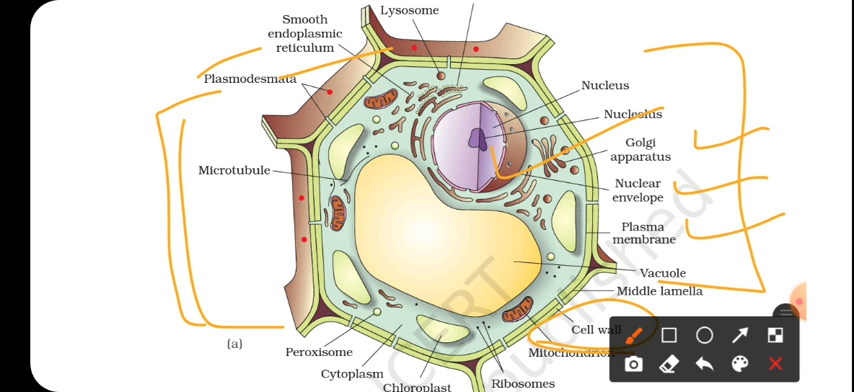 Lysosome
Smooth
endoplasmic
reticulum
Plasmodesmata
Nucleus
Nucleolus
Golgi
apparatus
Microtubule
Nuclear
envelope
Plasma
membrane
Vacuole
Middle lamella
Cell wall
(a)
Mitochondrion
Peroxisome
Cytoplasm
Chloroplast
Ribosomes